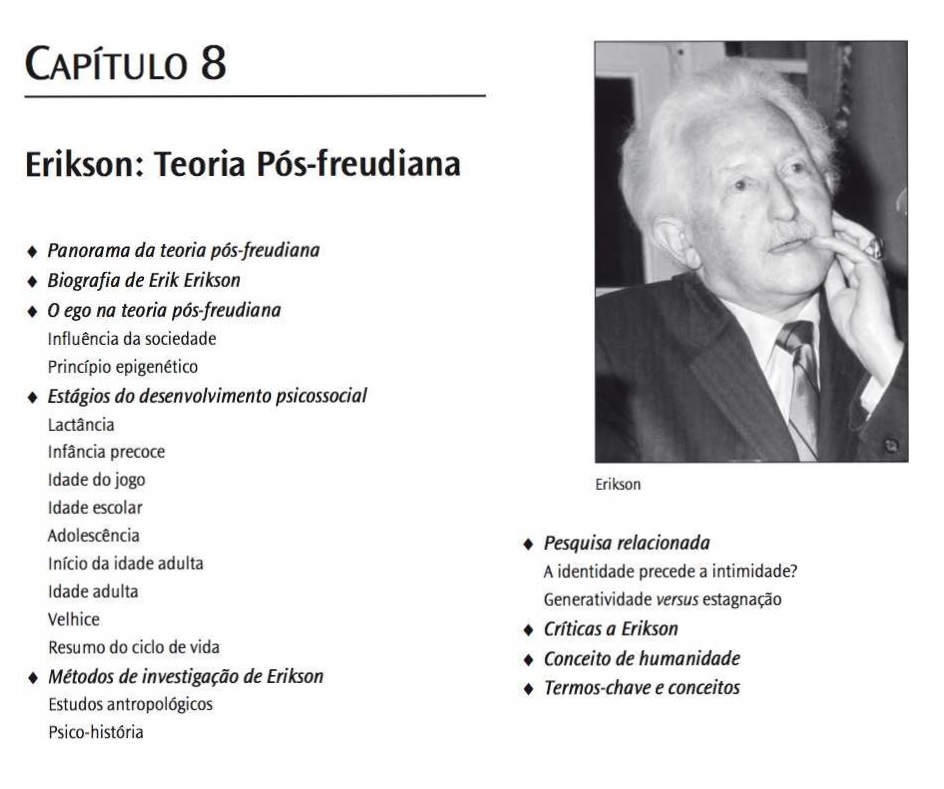 CAPÍTULO 8
Erikson: Teoria Pós-freudiana
♦ Panorama da teoria pós-freudiana
♦ Biografia de Erik Erikson
♦ O ego na teoria pós-freudiana
Influência da sociedade
Princípio epigenético
♦ Estágios do desenvolvimento psicossocial
Lactância
Infância precoce
Idade do jogo
Idade escolar
Adolescência
Início da idade adulta
Idade adulta
Velhice
Resumo do ciclo de vida
♦ Métodos de investigação de Erikson
Estudos antropológicos
Psico-história
Erikson
♦ Pesquisa relacionada
A identidade precede a intimidade?
Generatividade versus estagnação
♦ Críticas a Erikson
♦ Conceito de humanidade
♦ Termos-chave e conceitos